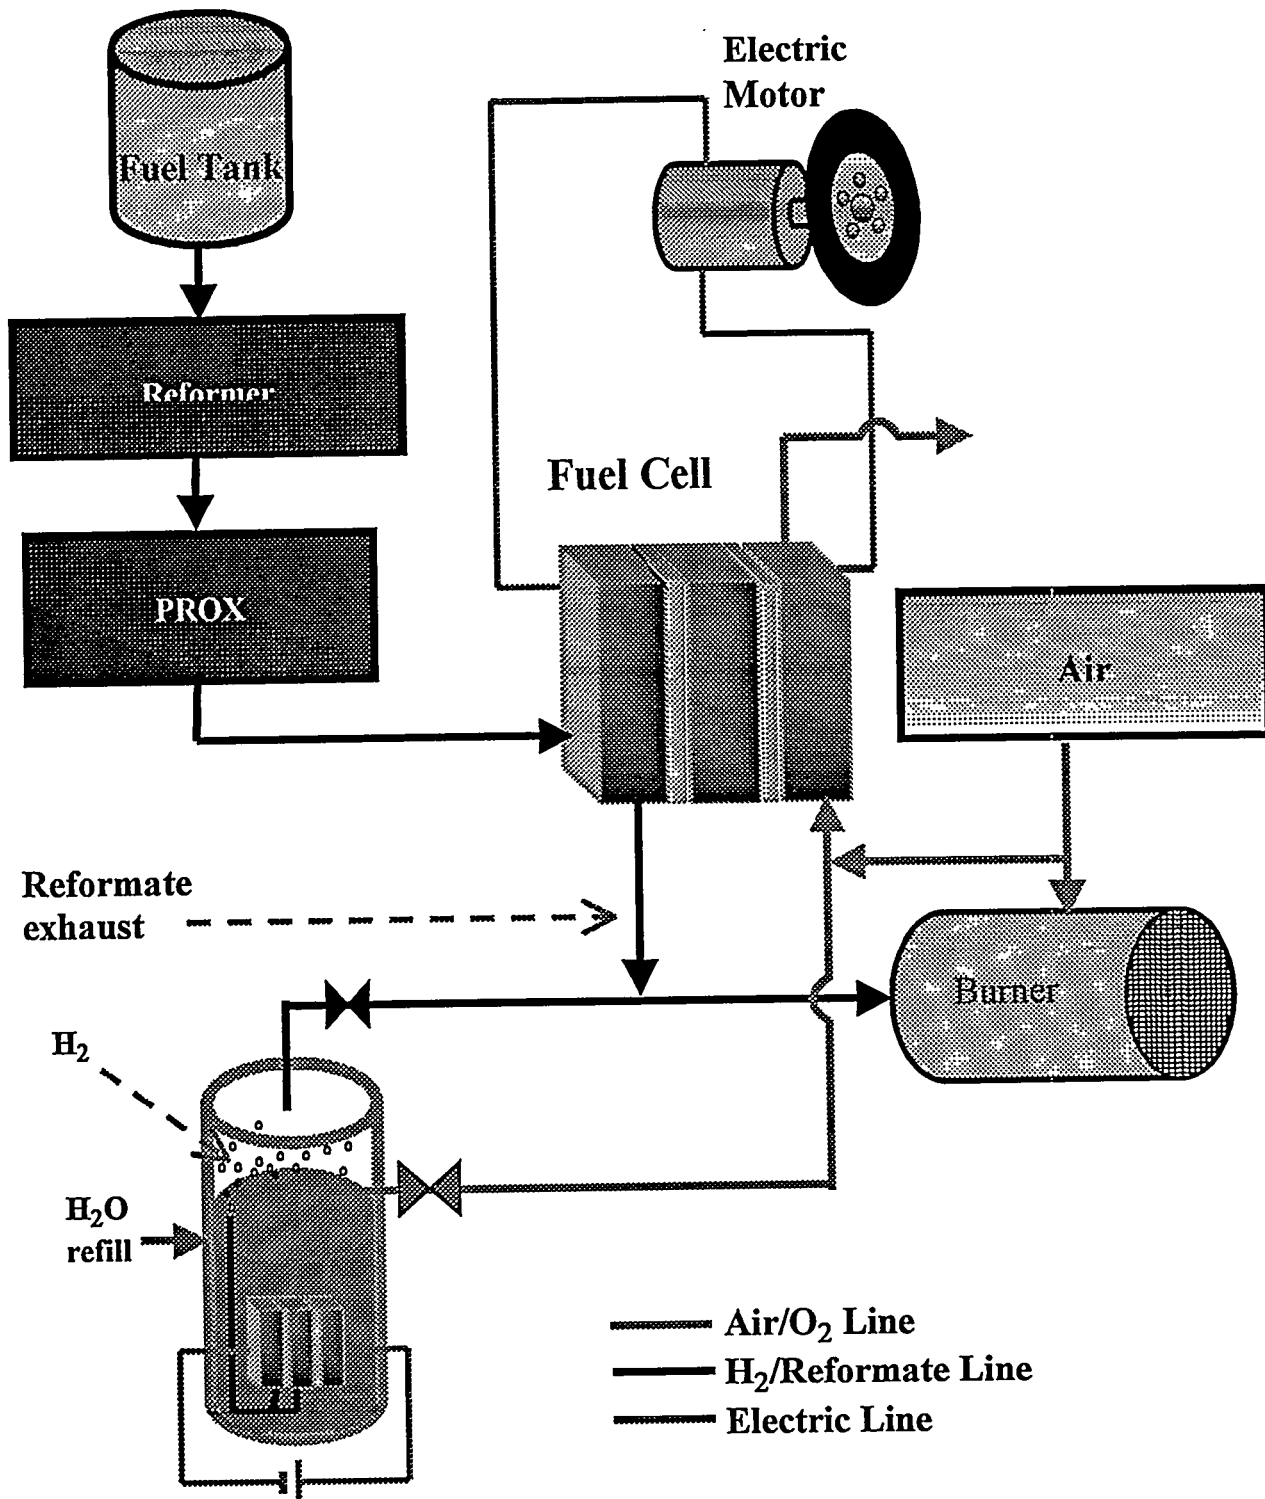 Electric
Motor
Fuel Tank
Reformer
Fuel Cell
PROX
Air
Reformate
exhaust
Burner
H₂
H₂O
refill
Air/O₂ Line
H₂/Reformate Line
Electric Line